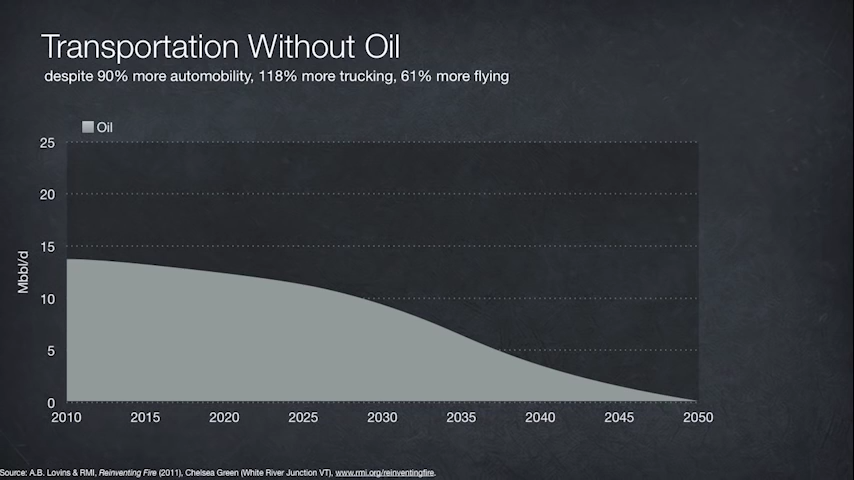 Transportation Without Oil
despite 90% more automobility, 118% more trucking, 61% more flying
Oil
25
20
15
10
5
0
Mbbl/d
2010 2015 2020 2025 2030 2035 2040 2045 2050
Source: A.B. Lovins & RMI, Reinventing Fire (2011), Chelsea Green (White River Junction VT), www.rmi.org/reinventingfire.